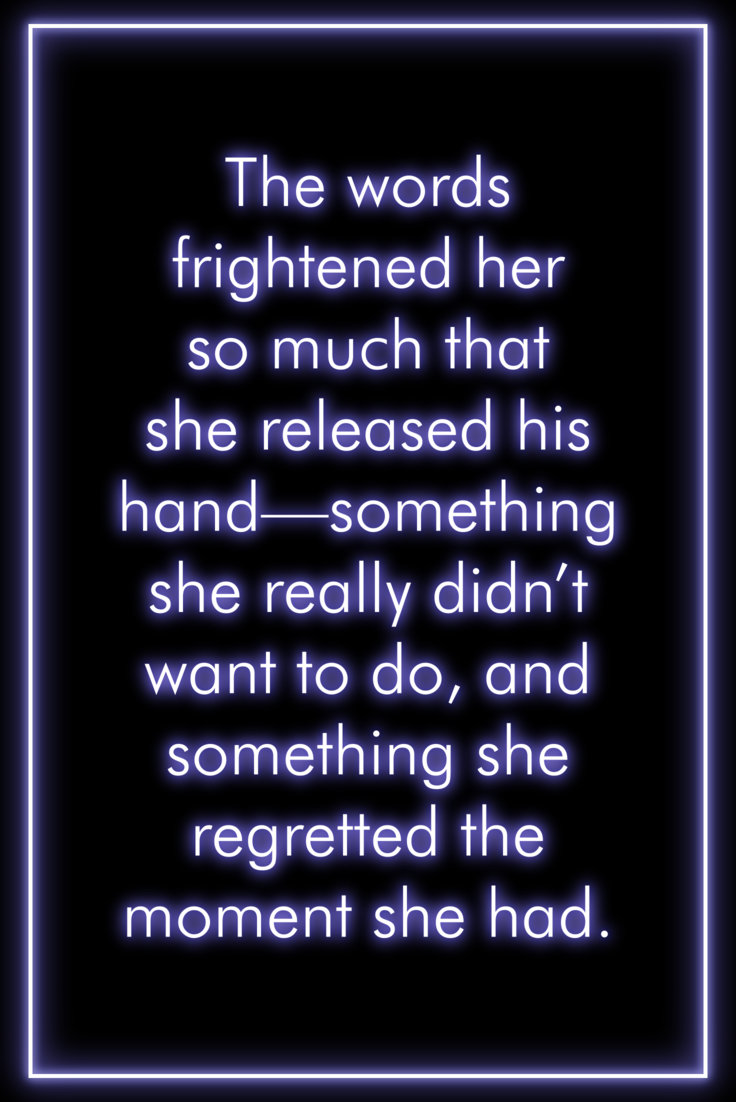 The words
frightened her
so much that
she released his
hand—something
she really didn’t
want to do, and
something she
regretted the
moment she had.